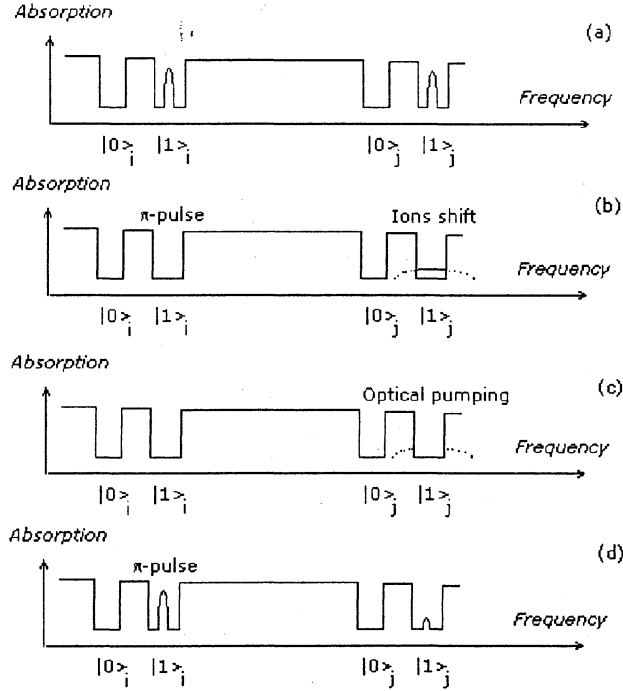 Absorption
(a)
Frequency
|0>i |1>i |0>j |1>j
Absorption
(b)
π-pulse Ions shift
Frequency
|0>i |1>i |0>j |1>j
Absorption
(c)
Optical pumping
Frequency
|0>i |1>i |0>j |1>j
Absorption
(d)
π-pulse
Frequency
|0>i |1>i |0>j |1>j